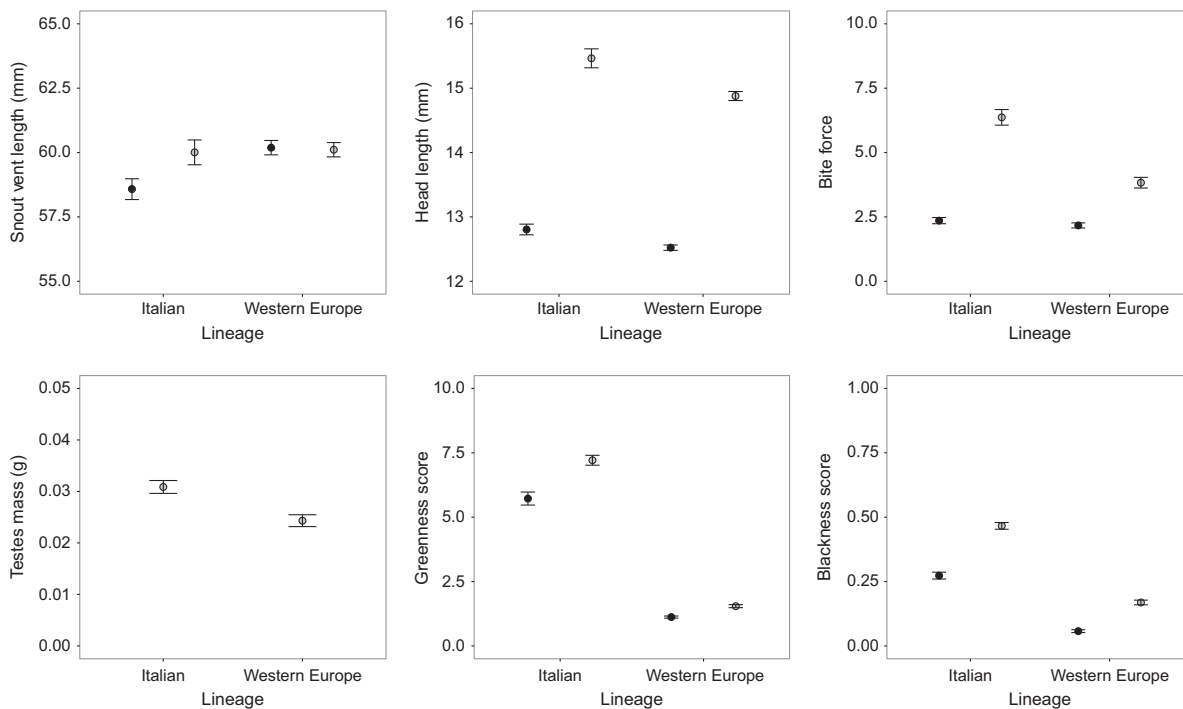 65.0
62.5
60.0
57.5
55.0
Snout vent length (mm)
Italian Western Europe
Lineage
16
15
14
13
12
Head length (mm)
Italian Western Europe
Lineage
10.0
7.5
5.0
2.5
0.0
Bite force
Italian Western Europe
Lineage
0.05
0.04
0.03
0.02
0.01
0.00
Testes mass (g)
Italian Western Europe
Lineage
10.0
7.5
5.0
2.5
0.0
Greenness score
Italian Western Europe
Lineage
1.00
0.75
0.50
0.25
0.00
Blackness score
Italian Western Europe
Lineage